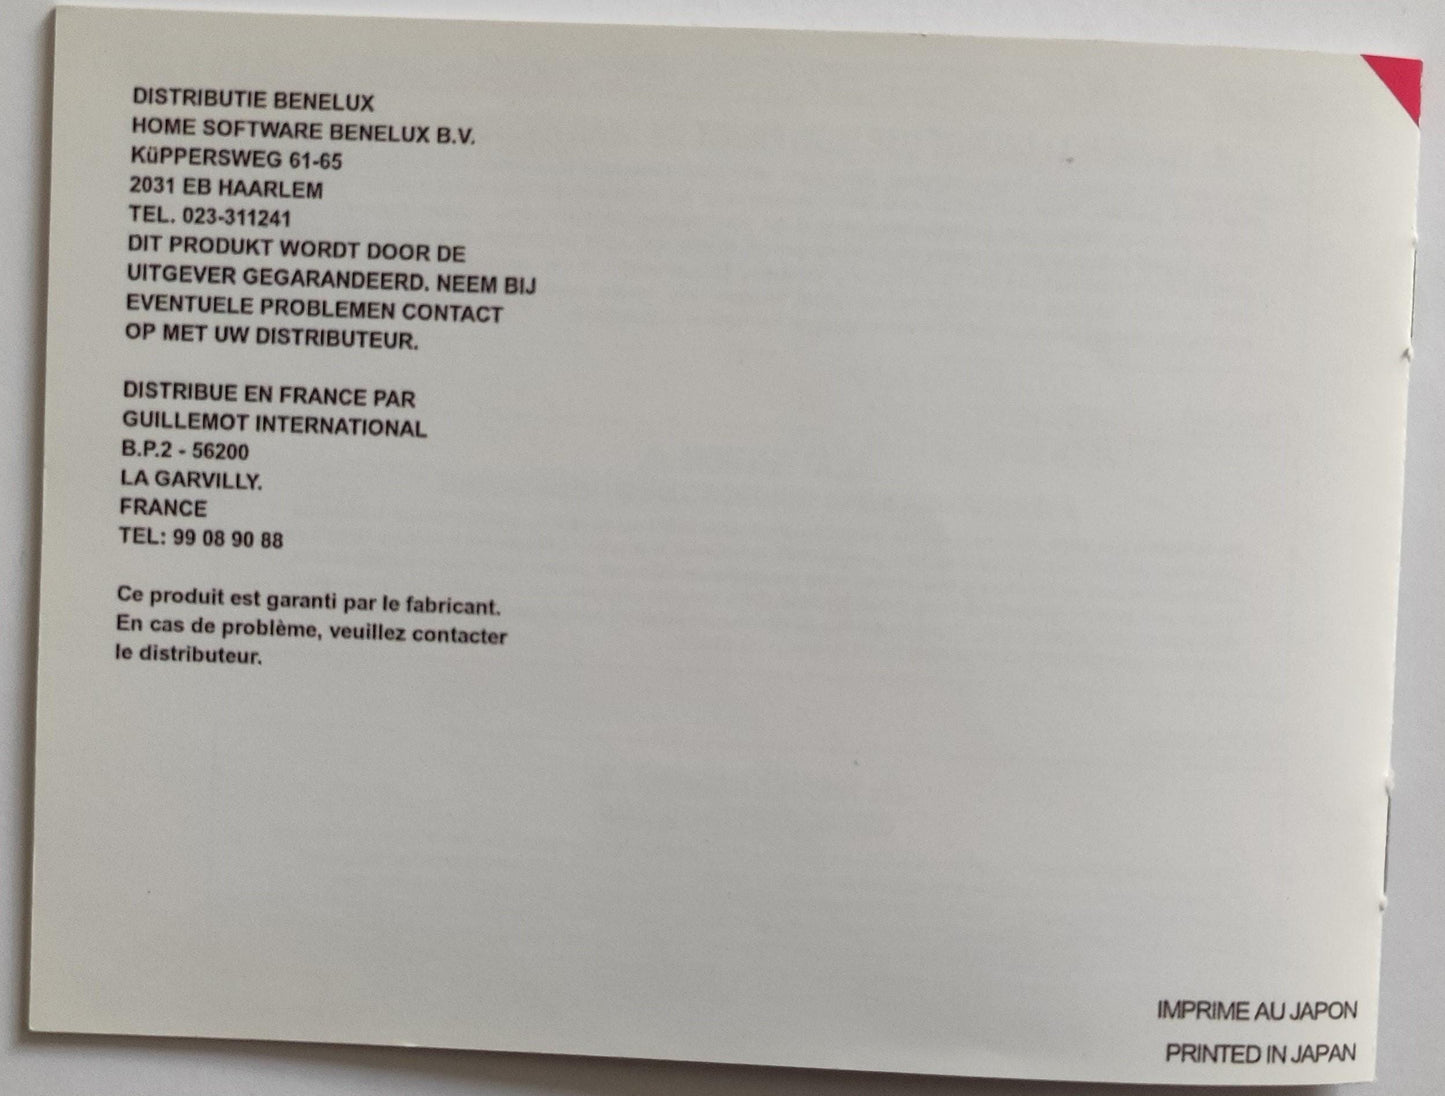 DISTRIBUTIE BENELUX
HOME SOFTWARE BENELUX B.V.
KüPPERSWEG 61-65
2031 EB HAARLEM
TEL. 023-311241
DIT PRODUKT WORDT DOOR DE
UITGEVER GEGARANDEERD. NEEM BIJ
EVENTUELE PROBLEMEN CONTACT
OP MET UW DISTRIBUTEUR.
DISTRIBUE EN FRANCE PAR
GUILLEMOT INTERNATIONAL
B.P.2 - 56200
LA GARVILLY.
FRANCE
TEL: 99 08 90 88
Ce produit est garanti par le fabricant.
En cas de problème, veuillez contacter
le distributeur.
IMPRIME AU JAPON
PRINTED IN JAPAN